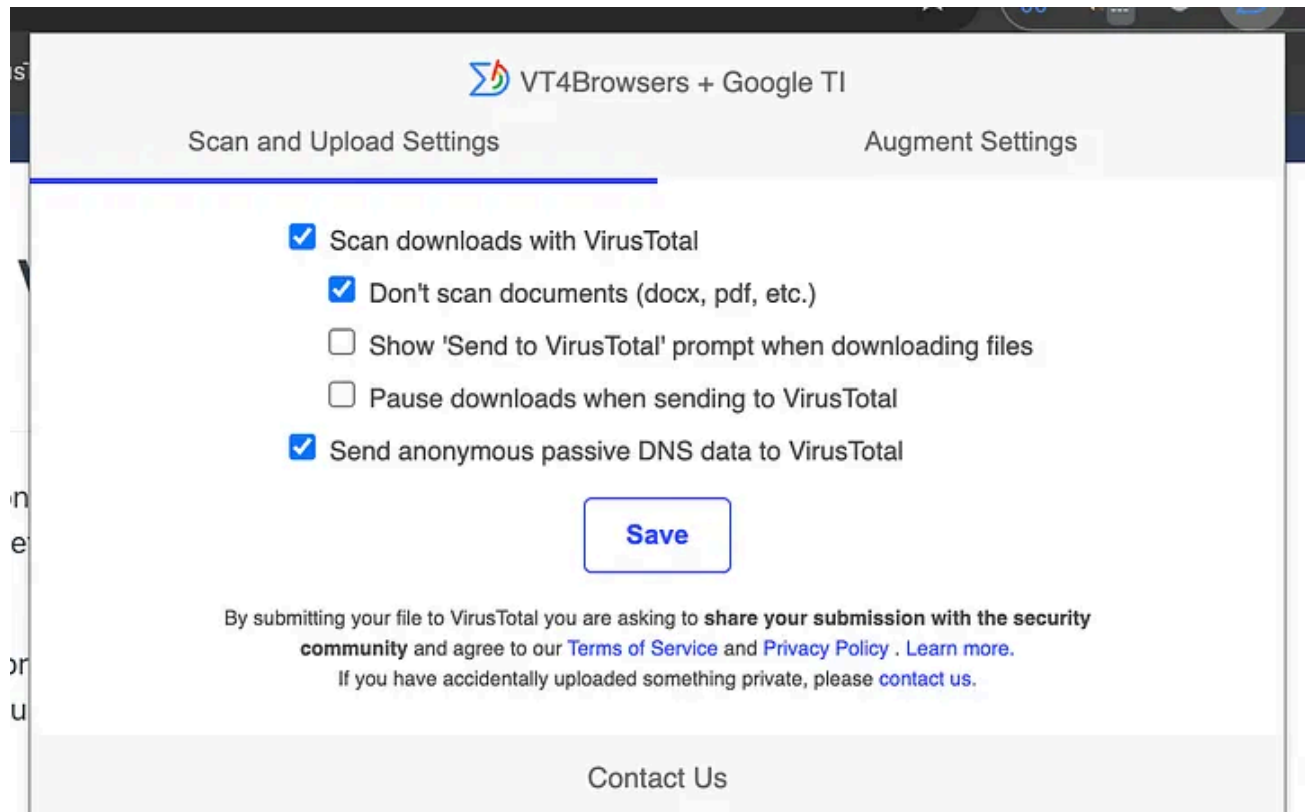 VT4Browsers + Google TI
Scan and Upload Settings
Augment Settings
Scan downloads with VirusTotal
Don't scan documents (docx, pdf, etc.)
Show 'Send to VirusTotal' prompt when downloading files
Pause downloads when sending to VirusTotal
Send anonymous passive DNS data to VirusTotal
Save
By submitting your file to VirusTotal you are asking to share your submission with the security
community and agree to our Terms of Service and Privacy Policy . Learn more.
If you have accidentally uploaded something private, please contact us.
Contact Us